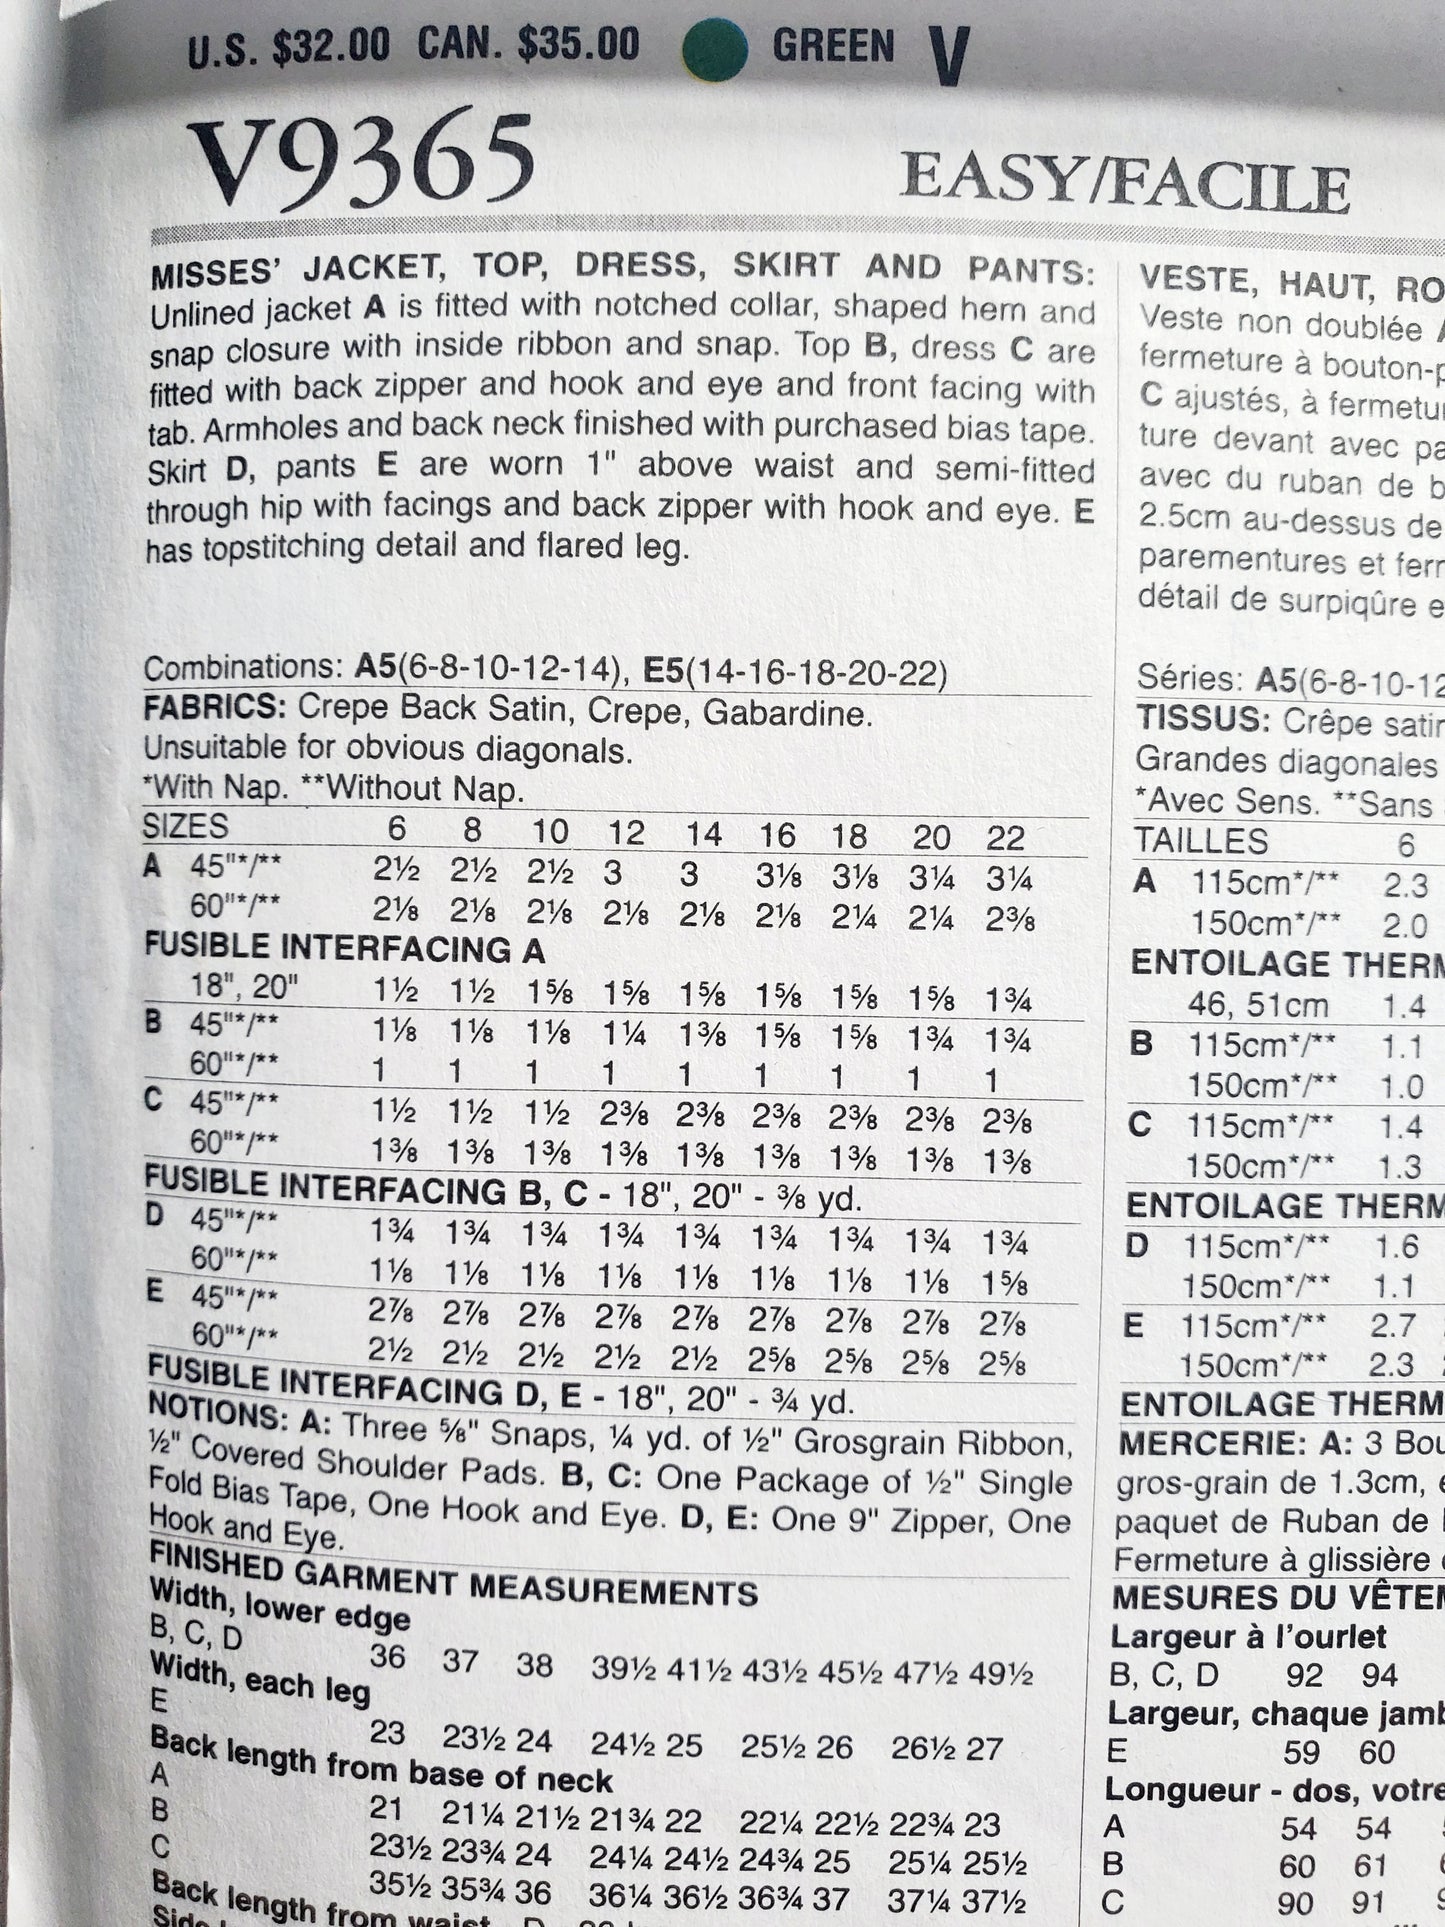 U.S. $32.00 CAN. $35.00 GREEN V
V9365 EASY/FACILE
MISSES' JACKET, TOP, DRESS, SKIRT AND PANTS:
Unlined jacket A is fitted with notched collar, shaped hem and
snap closure with inside ribbon and snap. Top B, dress C are
fitted with back zipper and hook and eye and front facing with
tab. Armholes and back neck finished with purchased bias tape.
Skirt D, pants E are worn 1" above waist and semi-fitted
through hip with facings and back zipper with hook and eye. E
has topstitching detail and flared leg.
Combinations: A5(6-8-10-12-14), E5(14-16-18-20-22)
FABRICS: Crepe Back Satin, Crepe, Gabardine.
Unsuitable for obvious diagonals.
*With Nap. **Without Nap.
SIZES 6 8 10 12 14 16 18 20 22
A 45"*/** 2½ 2½ 2½ 3 3 3⅛ 3⅛ 3¼ 3¼
60"*/** 2⅛ 2⅛ 2⅛ 2⅛ 2⅛ 2⅛ 2¼ 2¼ 2⅜
FUSIBLE INTERFACING A
18", 20" 1½ 1½ 1⅝ 1⅝ 1⅝ 1⅝ 1⅝ 1⅝ 1¾
B 45"*/** 1⅛ 1⅛ 1⅛ 1¼ 1⅜ 1⅝ 1⅝ 1¾ 1¾
60"*/** 1 1 1 1 1 1 1 1 1
C 45"*/** 1½ 1½ 1½ 2⅜ 2⅜ 2⅜ 2⅜ 2⅜ 2⅜
60"*/** 1⅜ 1⅜ 1⅜ 1⅜ 1⅜ 1⅜ 1⅜ 1⅜ 1⅜
FUSIBLE INTERFACING B, C - 18", 20" - ⅜ yd.
D 45"*/** 1¾ 1¾ 1¾ 1¾ 1¾ 1¾ 1¾ 1¾ 1¾
60"*/** 1⅛ 1⅛ 1⅛ 1⅛ 1⅛ 1⅛ 1⅛ 1⅛ 1⅝
E 45"*/** 2⅞ 2⅞ 2⅞ 2⅞ 2⅞ 2⅞ 2⅞ 2⅞ 2⅞
60"*/** 2½ 2½ 2½ 2½ 2½ 2⅝ 2⅝ 2⅝ 2⅝
FUSIBLE INTERFACING D, E - 18", 20" - ¾ yd.
NOTIONS: A: Three ⅝" Snaps, ¼ yd. of ½" Grosgrain Ribbon,
½" Covered Shoulder Pads. B, C: One Package of ½" Single
Fold Bias Tape, One Hook and Eye. D, E: One 9" Zipper, One
Hook and Eye.
FINISHED GARMENT MEASUREMENTS
Width, lower edge
B, C, D 36 37 38 39½ 41½ 43½ 45½ 47½ 49½
Width, each leg
E 23 23½ 24 24½ 25 25½ 26 26½ 27
Back length from base of neck
A 21 21¼ 21½ 21¾ 22 22¼ 22½ 22¾ 23
B 23½ 23¾ 24 24¼ 24½ 24¾ 25 25¼ 25½
C 35½ 35¾ 36 36¼ 36½ 36¾ 37 37¼ 37½
Back length from waist D
VESTE, HAUT, RO
Veste non doublée A
fermeture à bouton-p
C ajustés, à fermetu
ture devant avec pa
avec du ruban de b
2.5cm au-dessus de
parementures et ferr
détail de surpiqûre e
Séries: A5(6-8-10-12
TISSUS: Crêpe satin
Grandes diagonales
*Avec Sens. **Sans
TAILLES 6
A 115cm*/** 2.3
150cm*/** 2.0
ENTOILAGE THERM
46, 51cm 1.4
B 115cm*/** 1.1
150cm*/** 1.0
C 115cm*/** 1.4
150cm*/** 1.3
ENTOILAGE THERM
D 115cm*/** 1.6
150cm*/** 1.1
E 115cm*/** 2.7
150cm*/** 2.3
ENTOILAGE THERM
MERCERIE: A: 3 Bou
gros-grain de 1.3cm,
paquet de Ruban de
Fermeture à glissière
MESURES DU VÊTEM
Largeur à l'ourlet
B, C, D 92 94
Largeur, chaque jamb
E 59 60
Longueur - dos, votre
A 54 54
B 60 61
C 90 91